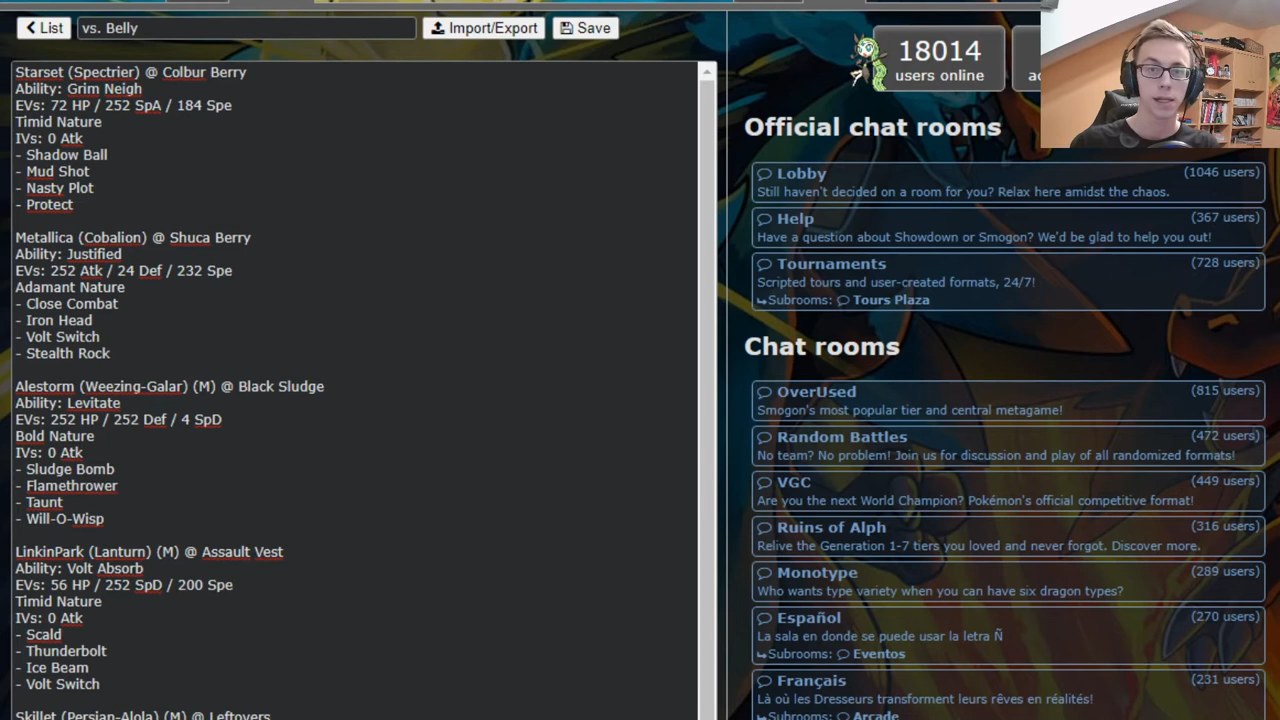 List
vs. Belly
Import/Export
Save
Starset (Spectrier) @ Colbur Berry
Ability: Grim Neigh
EVs: 72 HP / 252 SpA / 184 Spe
Timid Nature
IVs: 0 Atk
- Shadow Ball
- Mud Shot
- Nasty Plot
- Protect
Metallica (Cobalion) @ Shuca Berry
Ability: Justified
EVs: 252 Atk / 24 Def / 232 Spe
Adamant Nature
- Close Combat
- Iron Head
- Volt Switch
- Stealth Rock
Alestorm (Weezing-Galar) (M) @ Black Sludge
Ability: Levitate
EVs: 252 HP / 252 Def / 4 SpD
Bold Nature
IVs: 0 Atk
- Sludge Bomb
- Flamethrower
- Taunt
- Will-O-Wisp
LinkinPark (Lanturn) (M) @ Assault Vest
Ability: Volt Absorb
EVs: 56 HP / 252 SpD / 200 Spe
Timid Nature
IVs: 0 Atk
- Scald
- Thunderbolt
- Ice Beam
- Volt Switch
Skillet (Persian-Alola) (M) @ Leftovers
18014
users online
Official chat rooms
Lobby (1046 users)
Still haven't decided on a room for you? Relax here amidst the chaos.
Help (367 users)
Have a question about Showdown or Smogon? We'd be glad to help you out!
Tournaments (728 users)
Scripted tours and user-created formats, 24/7!
Subrooms: Tours Plaza
Chat rooms
OverUsed (815 users)
Smogon's most popular tier and central metagame!
Random Battles (472 users)
No team? No problem! Join us for discussion and play of all randomized formats!
VGC (449 users)
Are you the next World Champion? Pokémon's official competitive format!
Ruins of Alph (316 users)
Relive the Generation 1-7 tiers you loved and never forgot. Discover more.
Monotype (289 users)
Who wants type variety when you can have six dragon types?
Español (270 users)
La sala en donde se puede usar la letra Ñ
Subrooms: Eventos
Français (231 users)
Là où les Dresseurs transforment leurs rêves en réalités!
Subrooms: Arcade